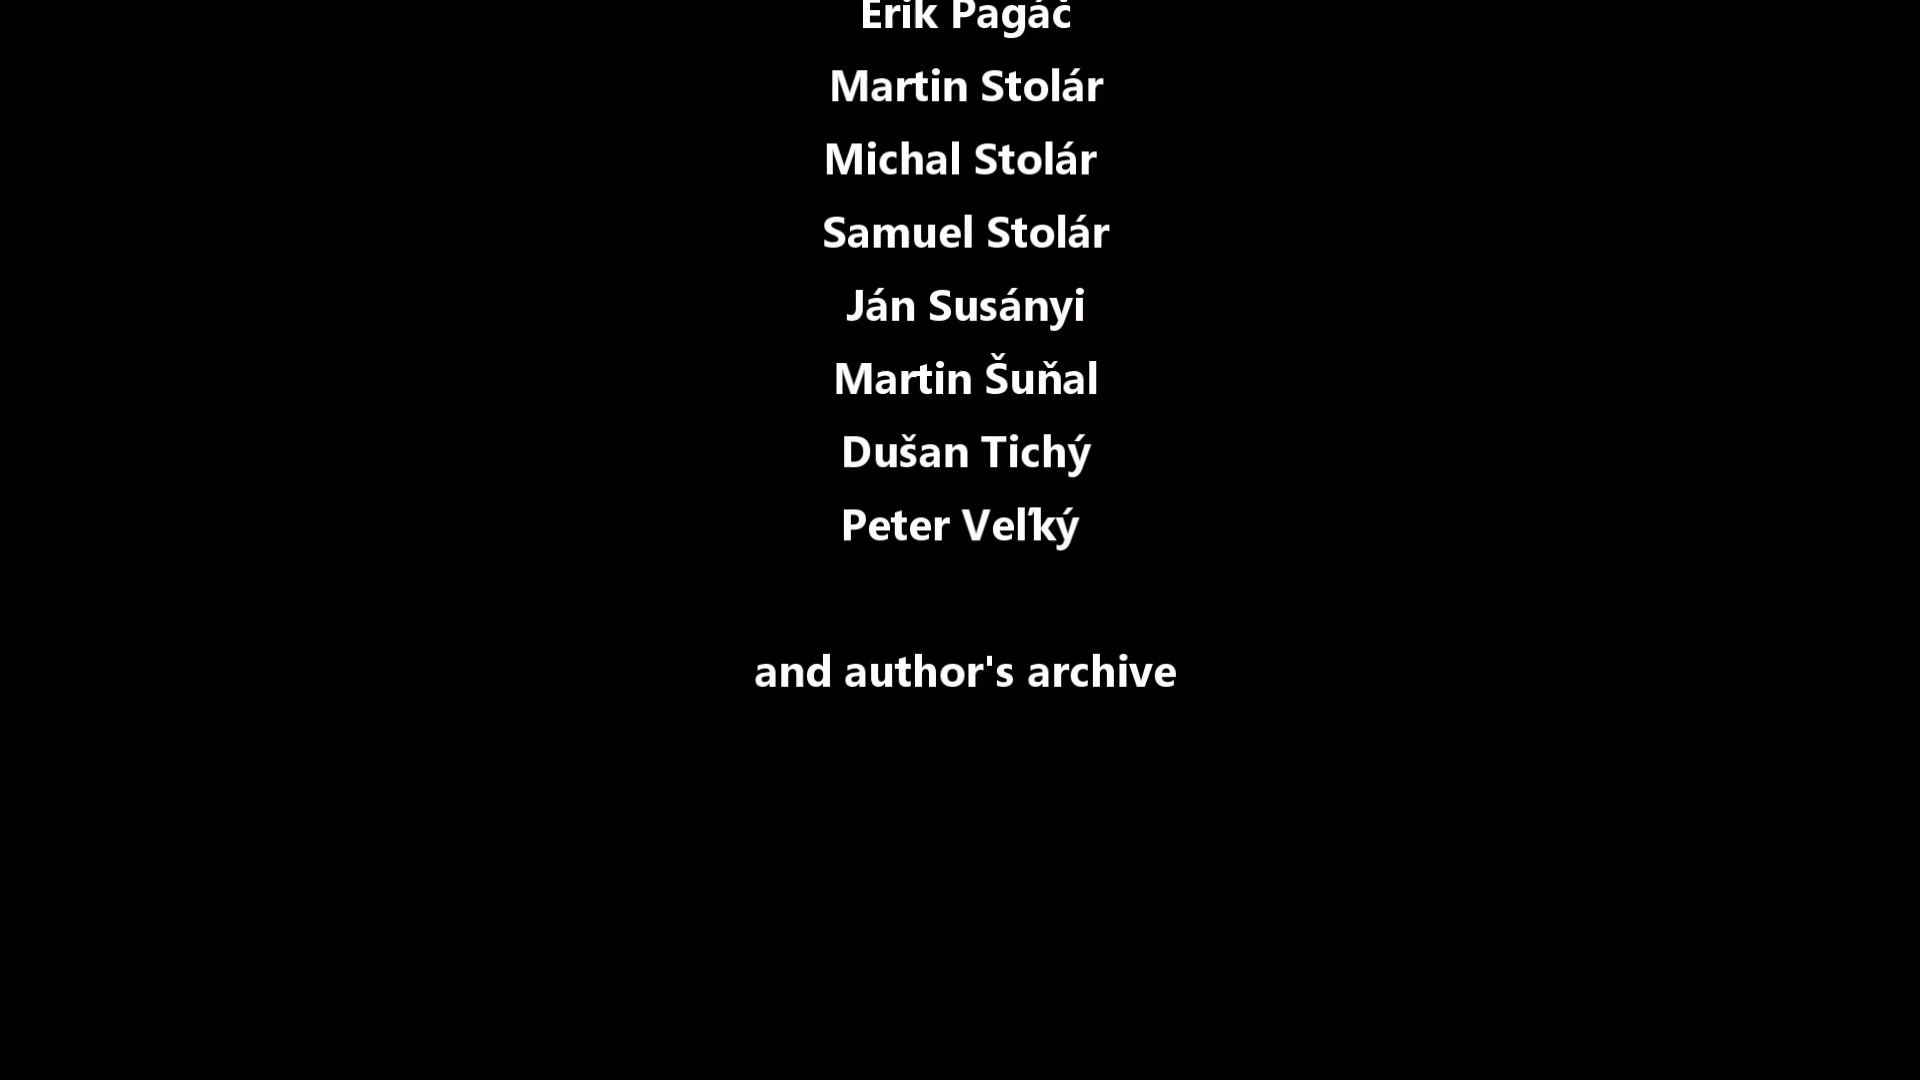 Erik Pagáč
Martin Stolár
Michal Stolár
Samuel Stolár
Ján Susányi
Martin Šuňal
Dušan Tichý
Peter Veľký
and author's archive